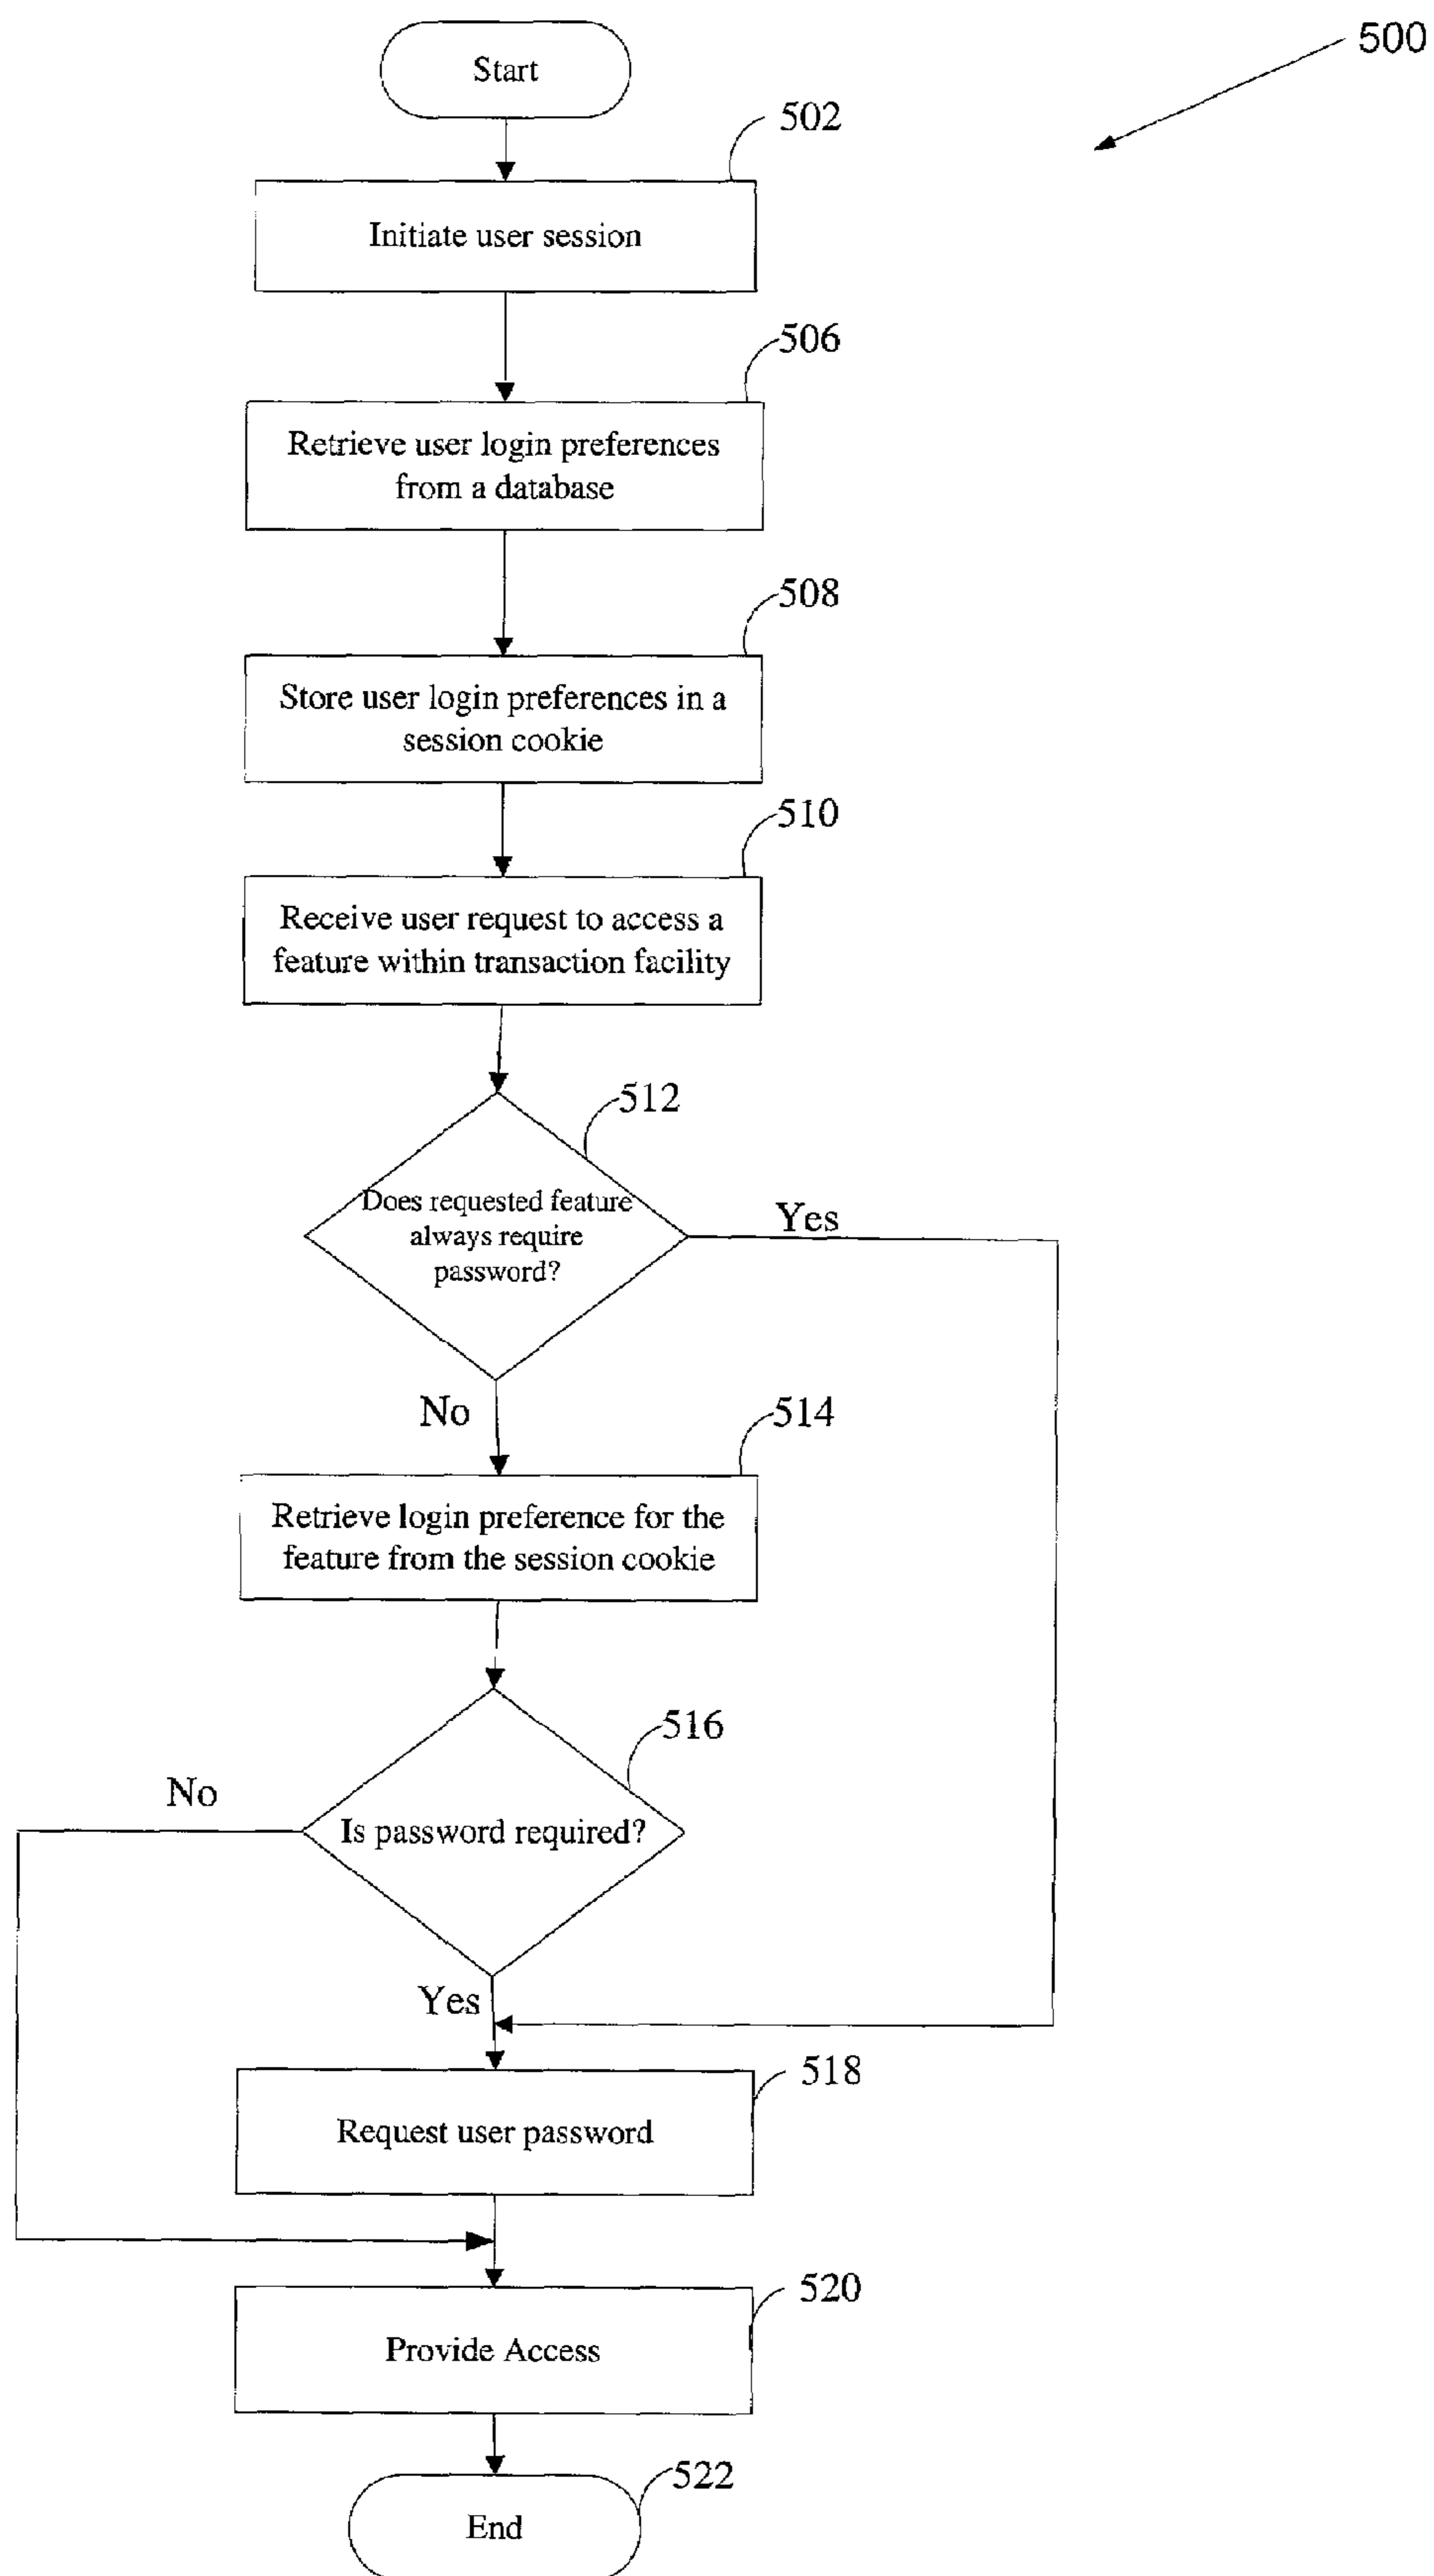 500
Start
502
Initiate user session
506
Retrieve user login preferences
from a database
508
Store user login preferences in a
session cookie
510
Receive user request to access a
feature within transaction facility
512
Does requested feature
always require
password?
Yes
No
514
Retrieve login preference for the
feature from the session cookie
516
No
Is password required?
Yes
518
Request user password
520
Provide Access
522
End